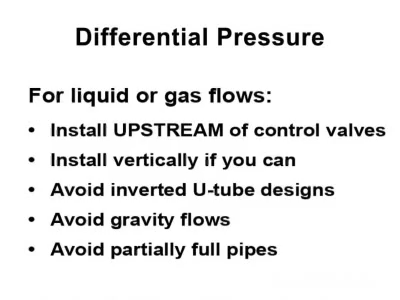 Differential Pressure
For liquid or gas flows:
• Install UPSTREAM of control valves
• Install vertically if you can
• Avoid inverted U-tube designs
• Avoid gravity flows
• Avoid partially full pipes